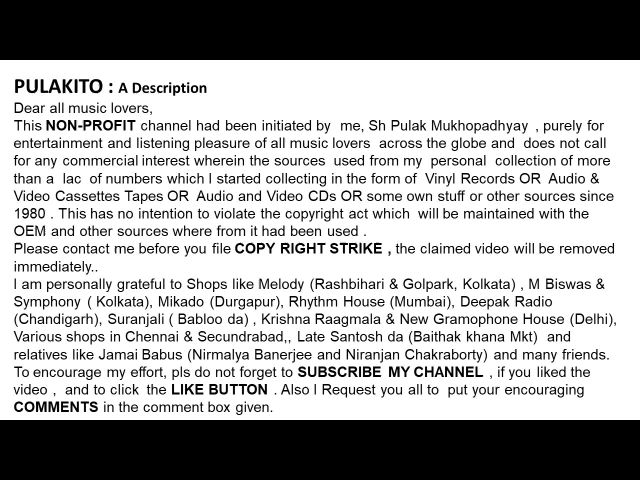 PULAKITO : A Description
Dear all music lovers,
This NON-PROFIT channel had been initiated by me, Sh Pulak Mukhopadhyay , purely for
entertainment and listening pleasure of all music lovers across the globe and does not call
for any commercial interest wherein the sources used from my personal collection of more
than a lac of numbers which I started collecting in the form of Vinyl Records OR Audio &
Video Cassettes Tapes OR Audio and Video CDs OR some own stuff or other sources since
1980 . This has no intention to violate the copyright act which will be maintained with the
OEM and other sources where from it had been used .
Please contact me before you file COPY RIGHT STRIKE , the claimed video will be removed
immediately..
I am personally grateful to Shops like Melody (Rashbihari & Golpark, Kolkata) , M Biswas &
Symphony ( Kolkata), Mikado (Durgapur), Rhythm House (Mumbai), Deepak Radio
(Chandigarh), Suranjali ( Babloo da) , Krishna Raagmala & New Gramophone House (Delhi),
Various shops in Chennai & Secundrabad,, Late Santosh da (Baithak khana Mkt) and
relatives like Jamai Babus (Nirmalya Banerjee and Niranjan Chakraborty) and many friends.
To encourage my effort, pls do not forget to SUBSCRIBE MY CHANNEL , if you liked the
video , and to click the LIKE BUTTON . Also I Request you all to put your encouraging
COMMENTS in the comment box given.